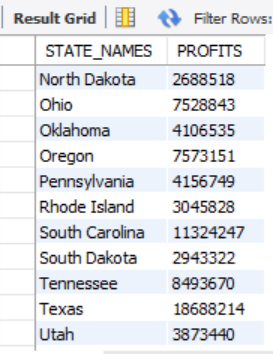 Result Grid Filter Rows:
STATE_NAMES PROFITS
North Dakota 2688518
Ohio 7528843
Oklahoma 4106535
Oregon 7573151
Pennsylvania 4156749
Rhode Island 3045828
South Carolina 11324247
South Dakota 2943322
Tennessee 8493670
Texas 18688214
Utah 3873440